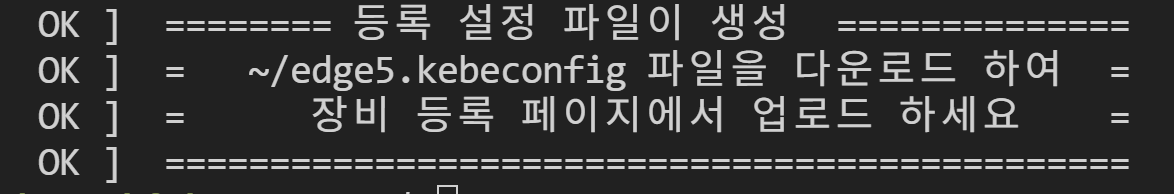 OK ] ======== 등록 설정 파일이 생성 ==============
OK ] = ~/edge5.kebeconfig 파일을 다운로드 하여 =
OK ] = 장비 등록 페이지에서 업로드 하세요 =
OK ] ==============================================